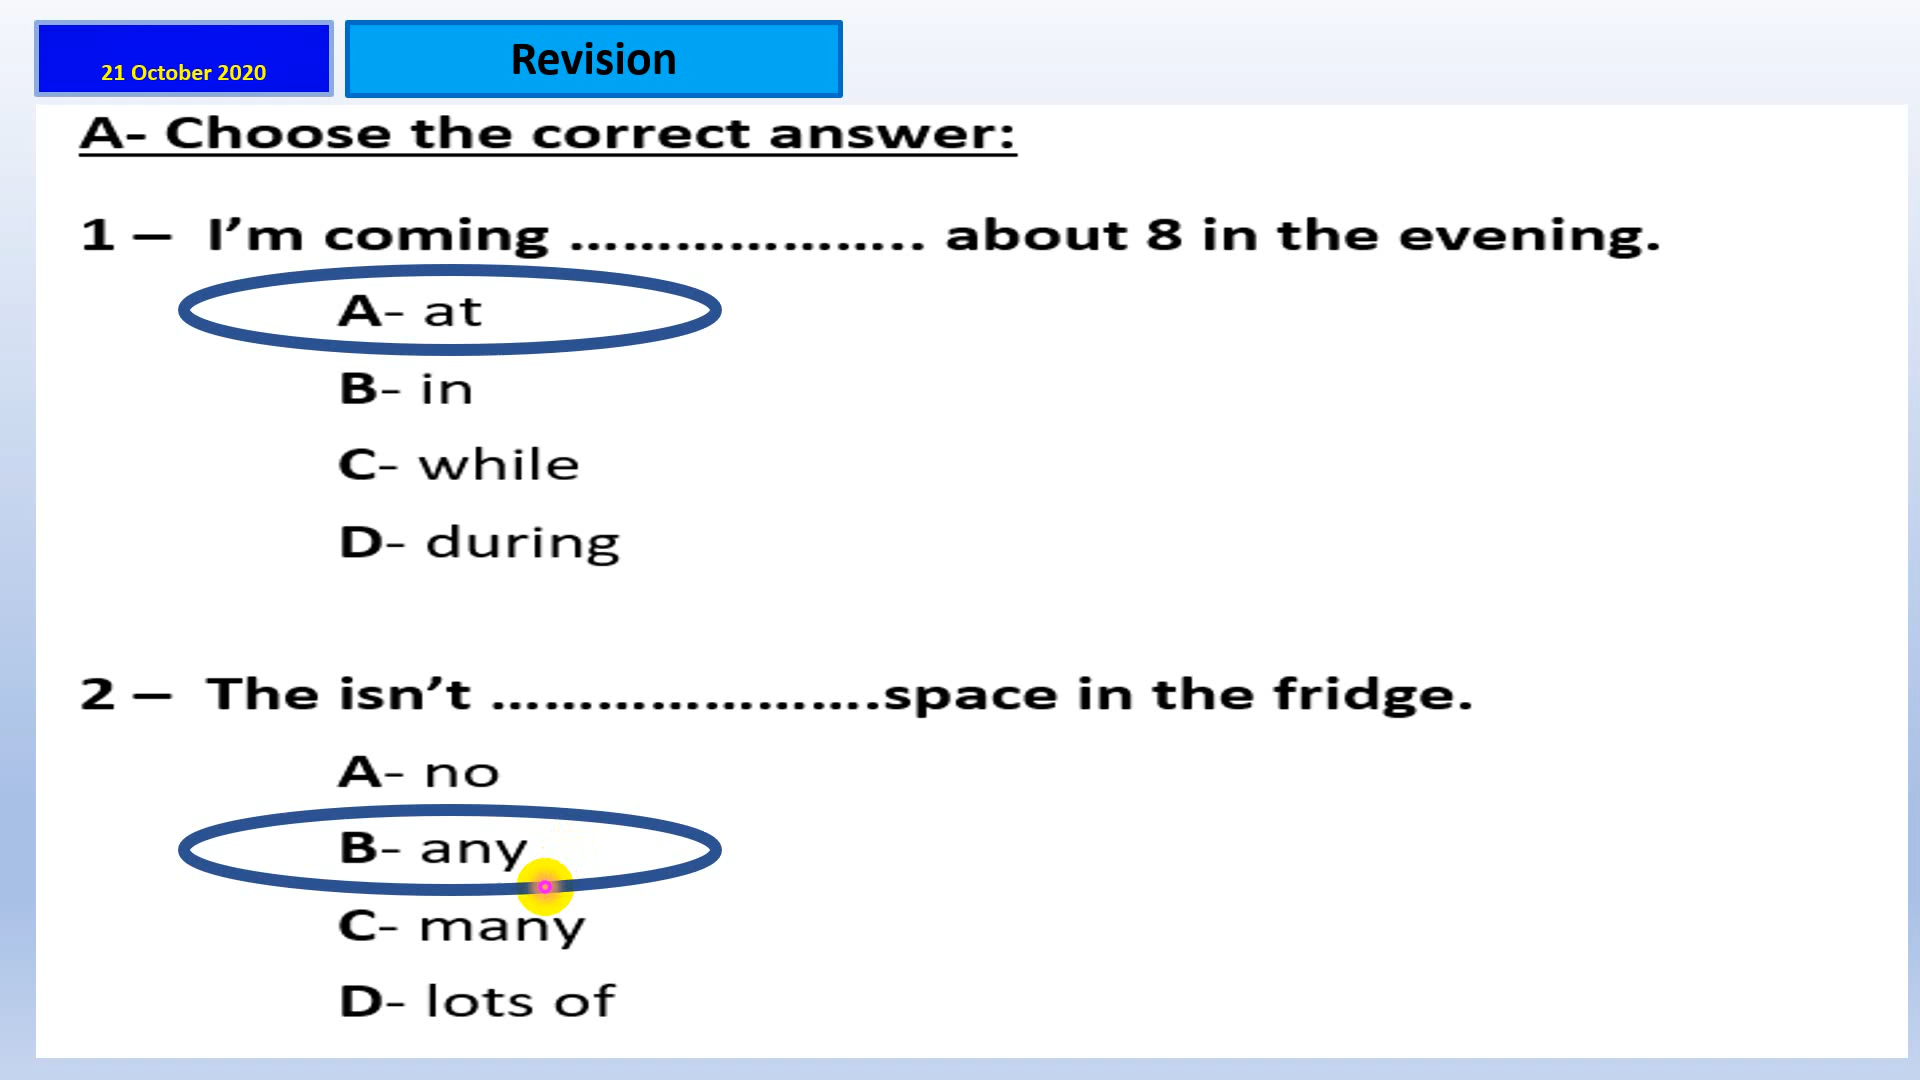 21 October 2020
Revision
A- Choose the correct answer:
1 – I’m coming ……………….. about 8 in the evening.
A- at
B- in
C- while
D- during
2 – The isn’t ………………….space in the fridge.
A- no
B- any
C- many
D- lots of